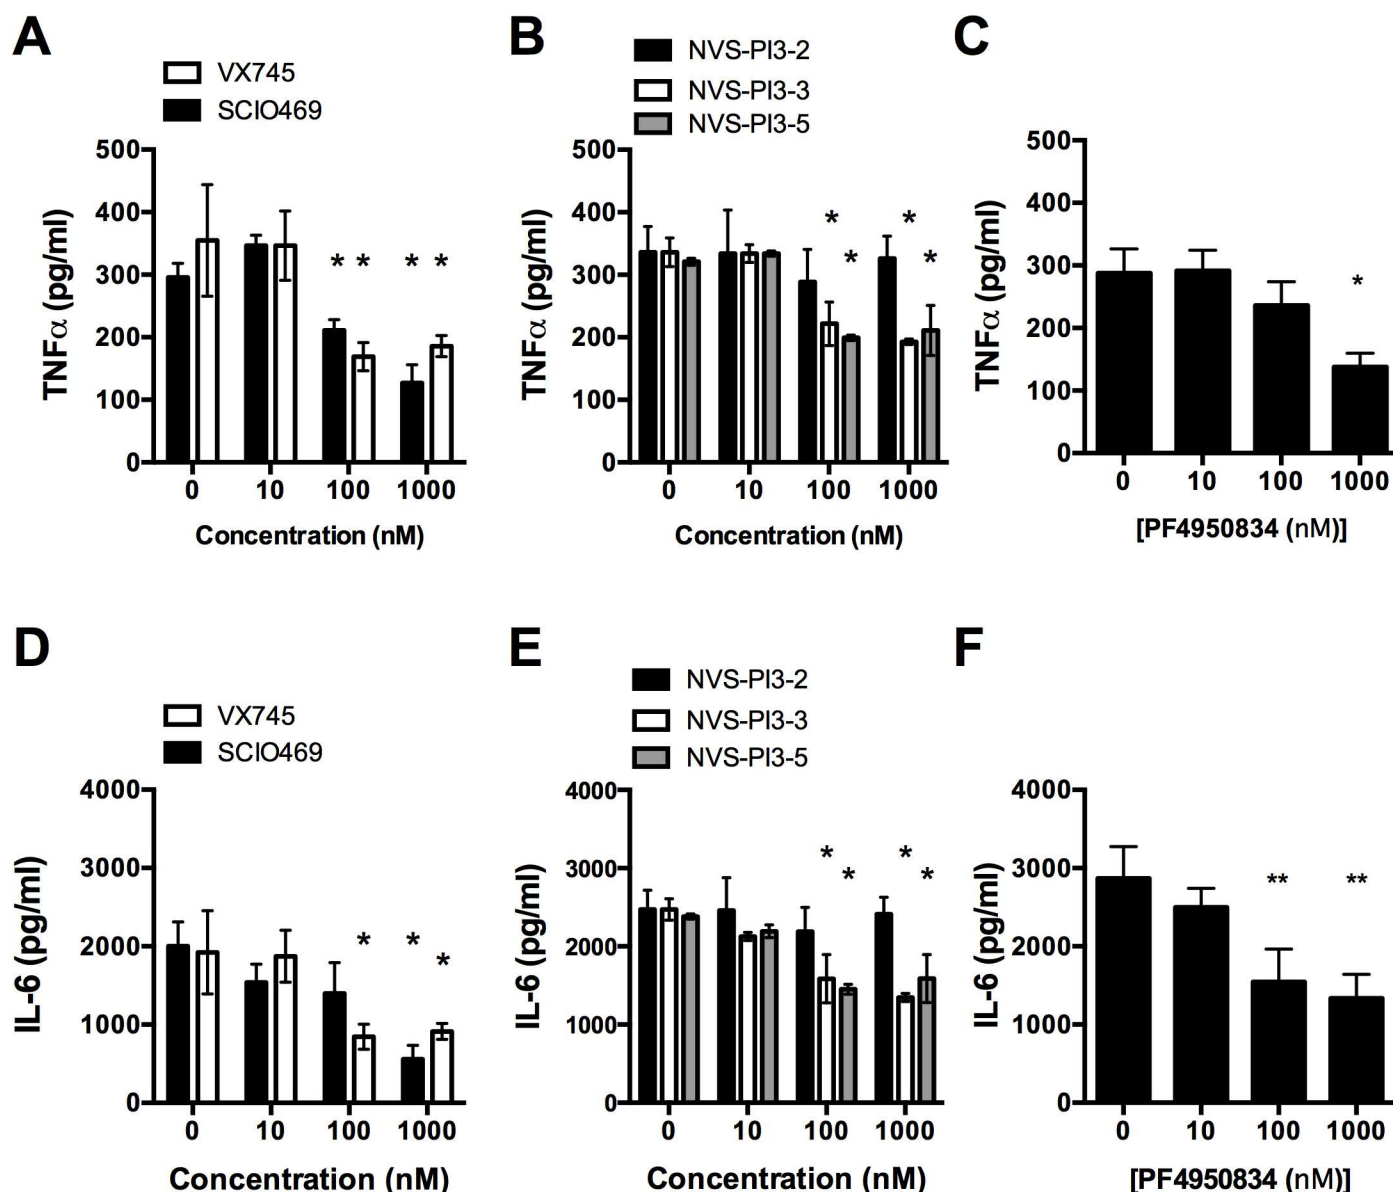 A
VX745
SCIO469
500
400
300
200
100
0
TNFα (pg/ml)
* * * *
0 10 100 1000
Concentration (nM)
B
NVS-PI3-2
NVS-PI3-3
NVS-PI3-5
500
400
300
200
100
0
TNFα (pg/ml)
* * * *
0 10 100 1000
Concentration (nM)
C
500
400
300
200
100
0
TNFα (pg/ml)
*
0 10 100 1000
[PF4950834 (nM)]
D
VX745
SCIO469
4000
3000
2000
1000
0
IL-6 (pg/ml)
* * *
0 10 100 1000
Concentration (nM)
E
NVS-PI3-2
NVS-PI3-3
NVS-PI3-5
4000
3000
2000
1000
0
IL-6 (pg/ml)
* * * *
0 10 100 1000
Concentration (nM)
F
4000
3000
2000
1000
0
IL-6 (pg/ml)
** **
0 10 100 1000
[PF4950834 (nM)]